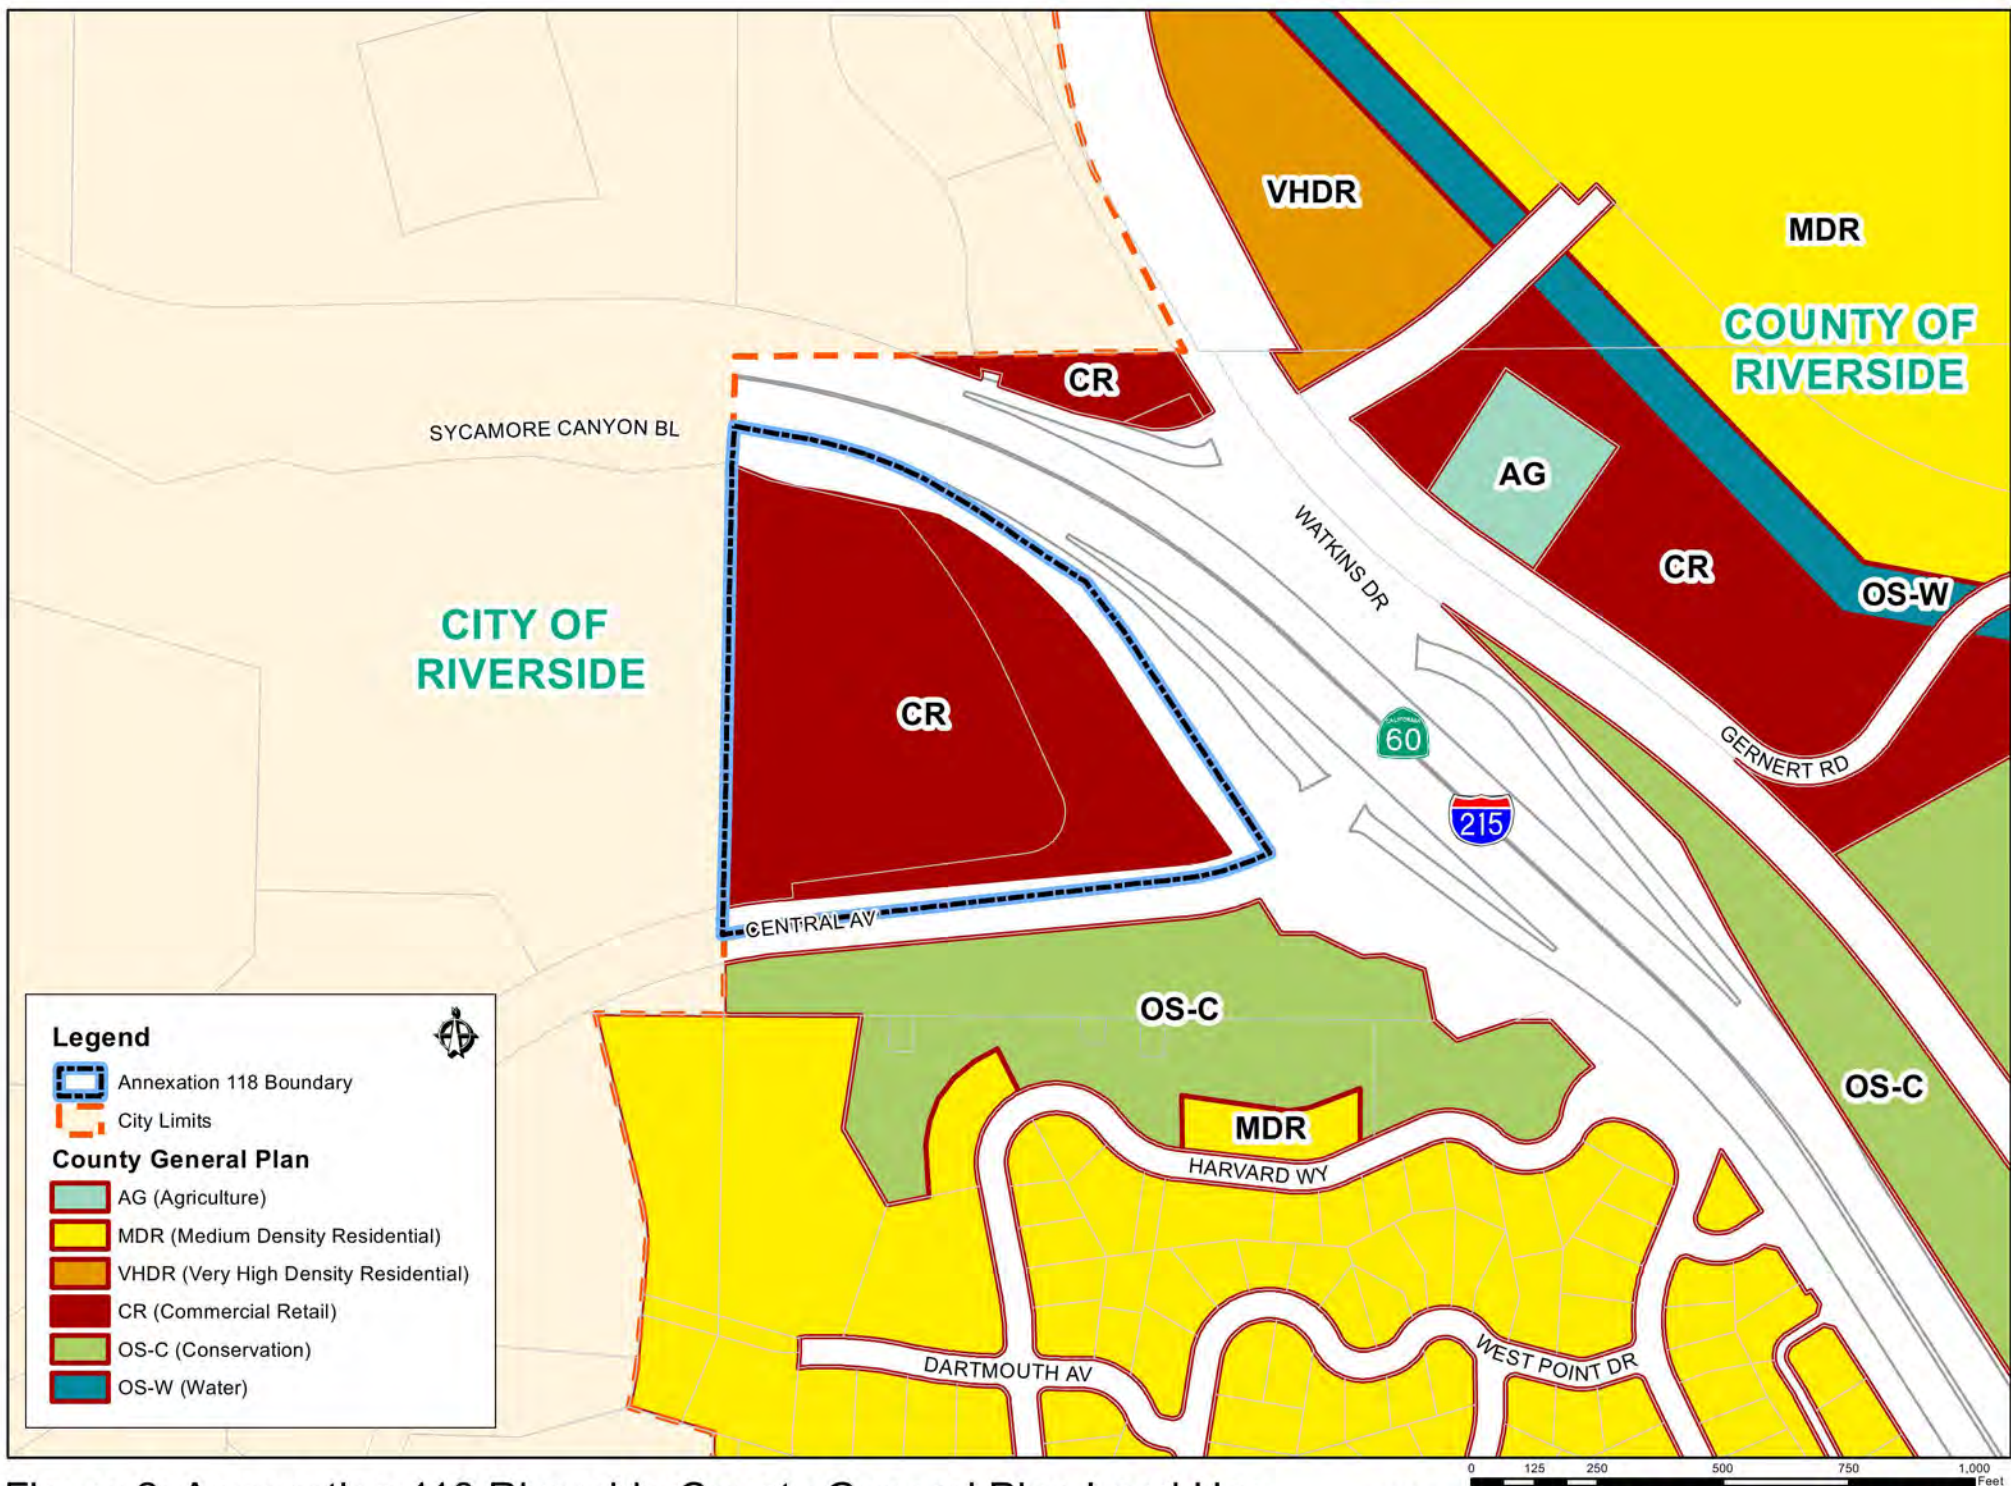 VHDR
MDR
COUNTY OF
RIVERSIDE
CR
SYCAMORE CANYON BL
AG
WATKINS DR
CR
OS-W
CITY OF
RIVERSIDE
CR
CALIFORNIA
60
GERNERT RD
215
CENTRAL AV
OS-C
OS-C
MDR
HARVARD WY
DARTMOUTH AV
WEST POINT DR
Legend
Annexation 118 Boundary
City Limits
County General Plan
AG (Agriculture)
MDR (Medium Density Residential)
VHDR (Very High Density Residential)
CR (Commercial Retail)
OS-C (Conservation)
OS-W (Water)
0 125 250 500 750 1,000
Feet